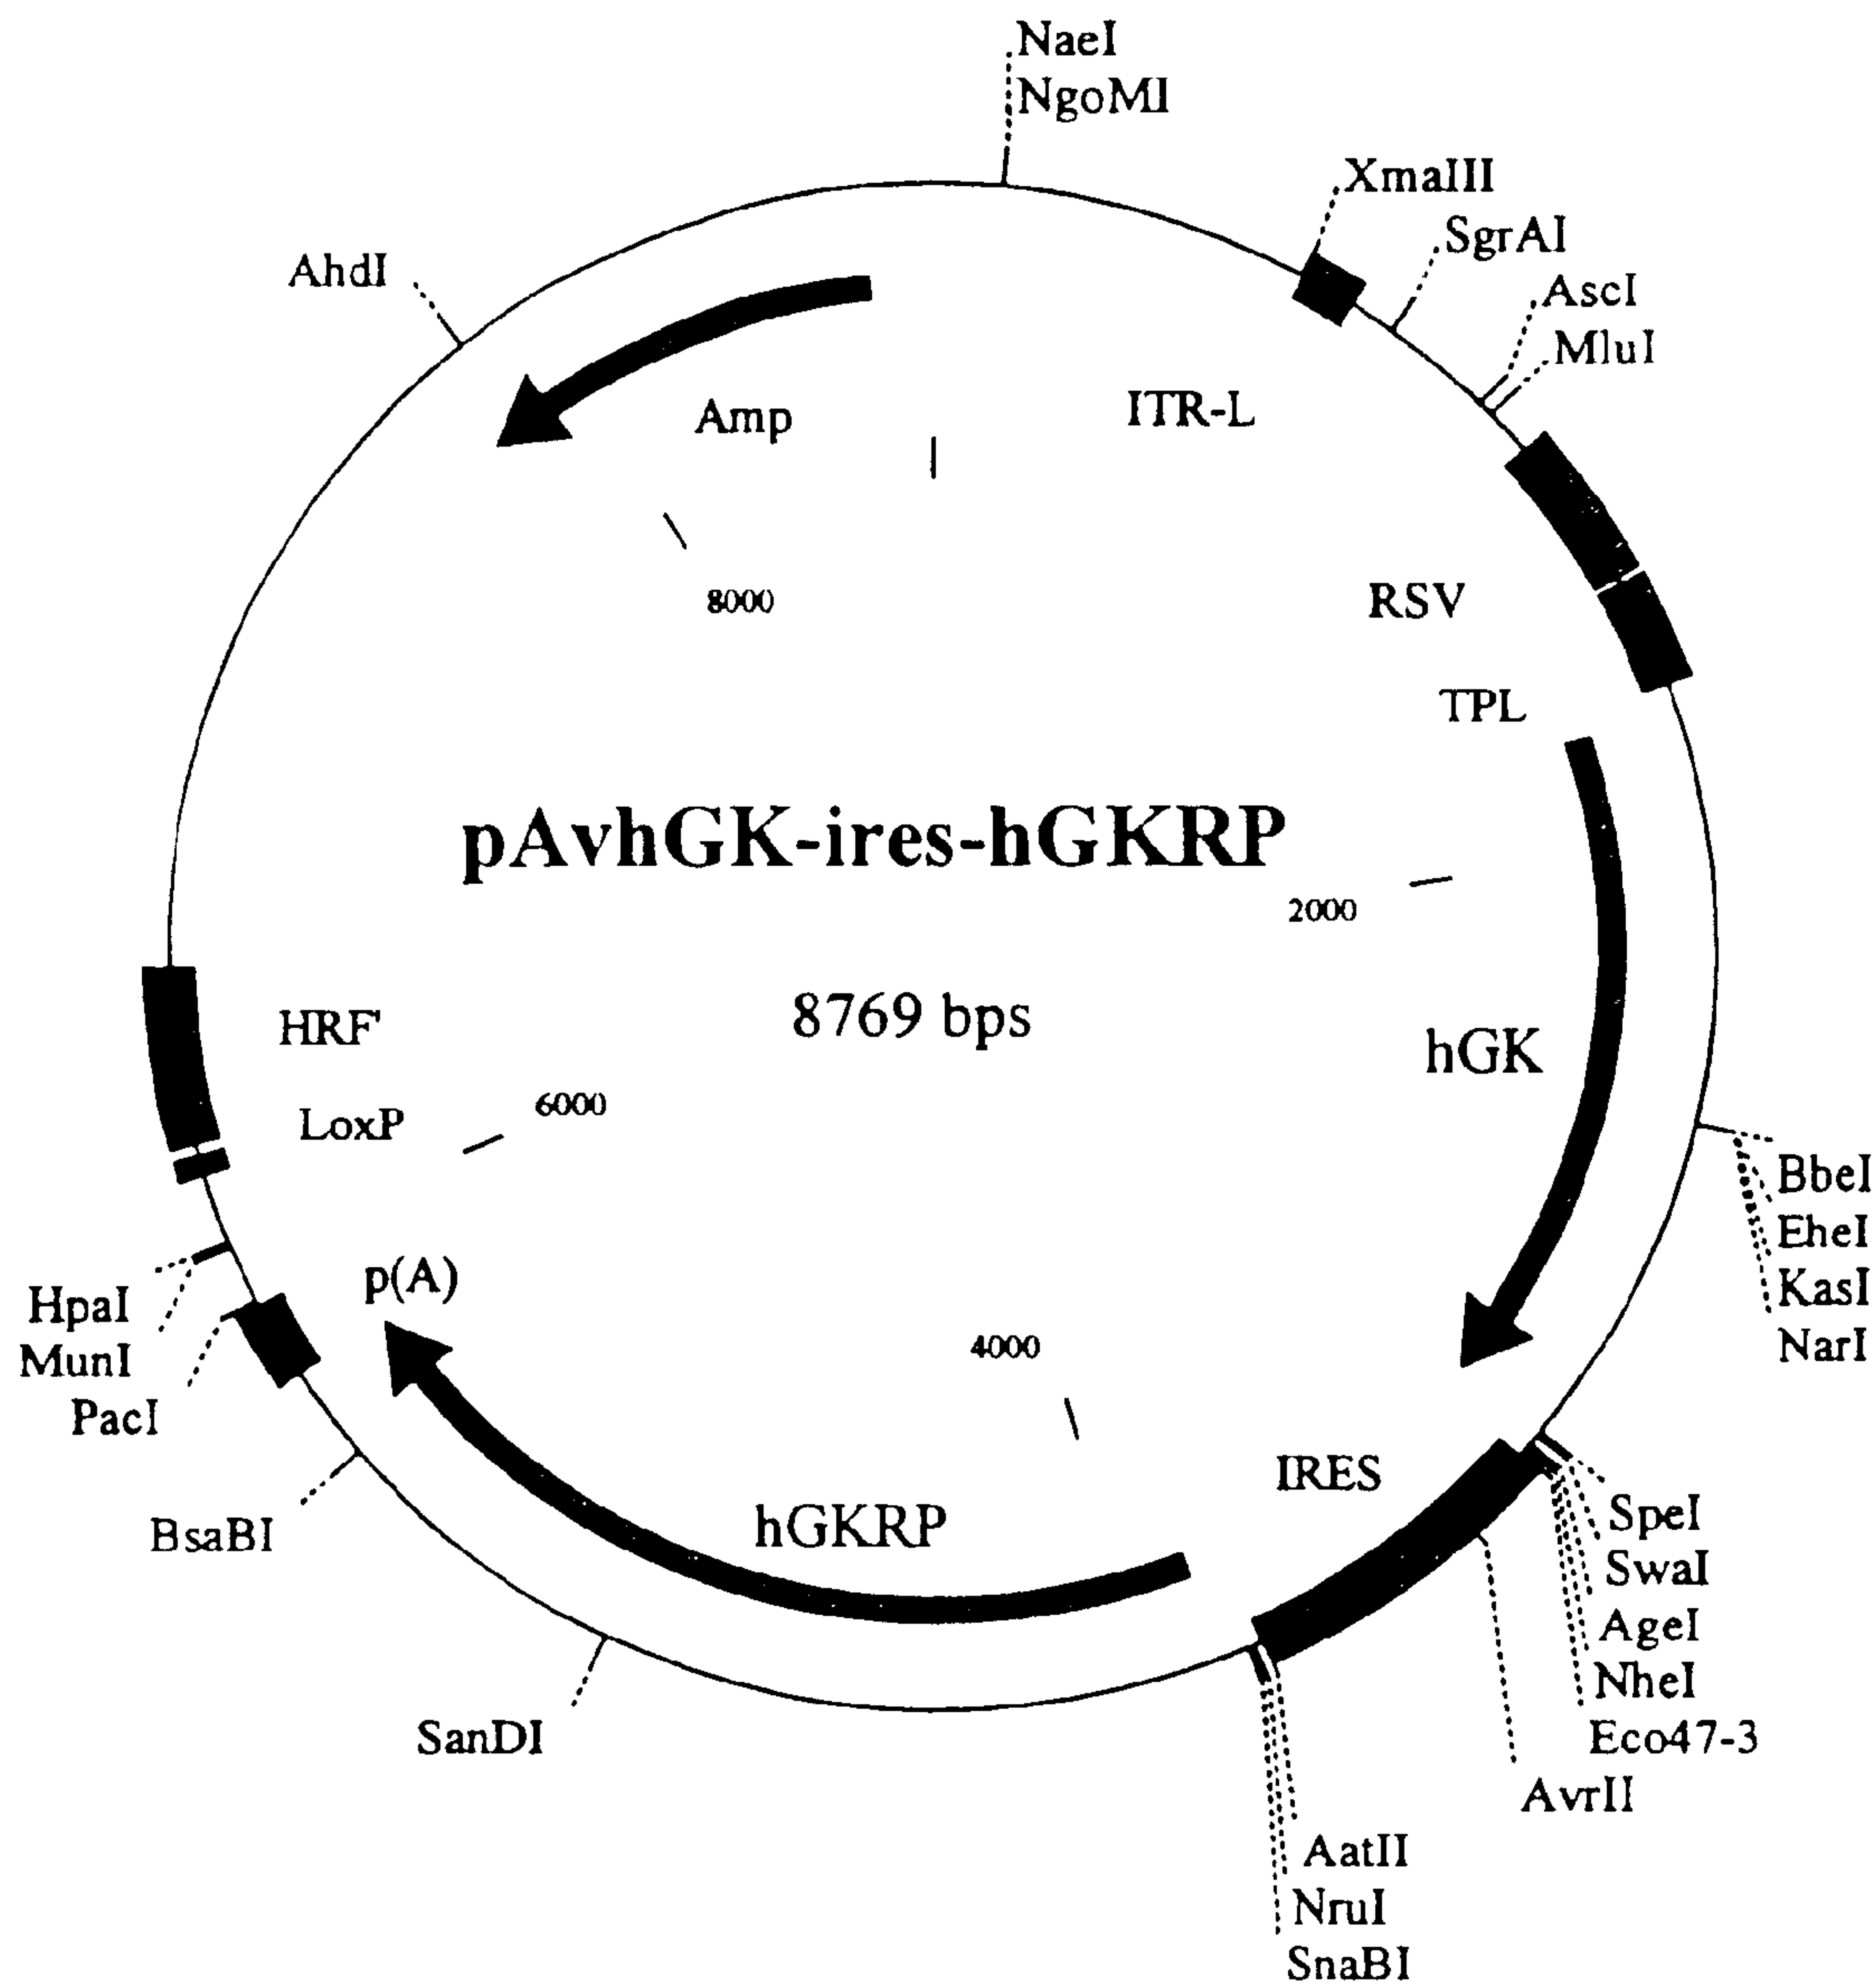 NaeI
NgoMI
XmaIII
SgrAI
AscI
MluI
AhdI
Amp
ITR-L
8000
RSV
TPL
pAvhGK-ires-hGKRP
2000
8769 bps
hGK
HRF'
LoxP
6000
BbeI
EheI
KasI
NarI
p(A)
HpaI
MunI
PacI
4000
BsaBI
IRES
hGKRP
SpeI
SwaI
AgeI
NheI
Eco47-3
AvrII
SanDI
AatII
NruI
SnaBI